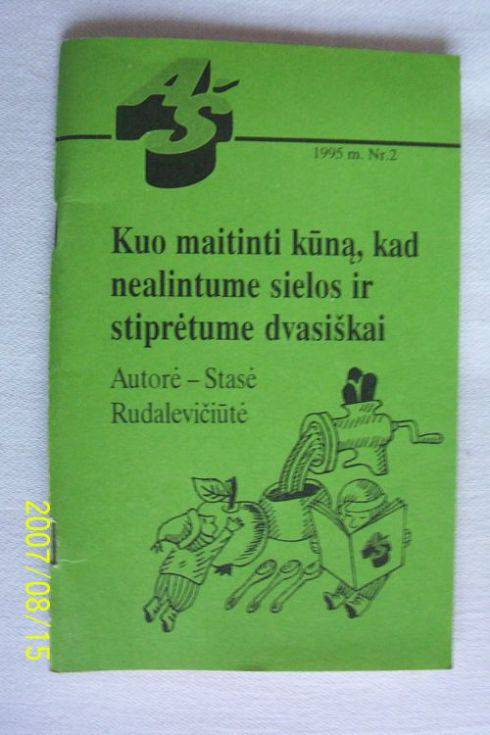 AŠ
1995 m. Nr.2
Kuo maitinti kūną, kad
nealintume sielos ir
stiprėtume dvasiškai
Autorė – Stasė
Rudalevičiūtė
AŠ
2007/08/15